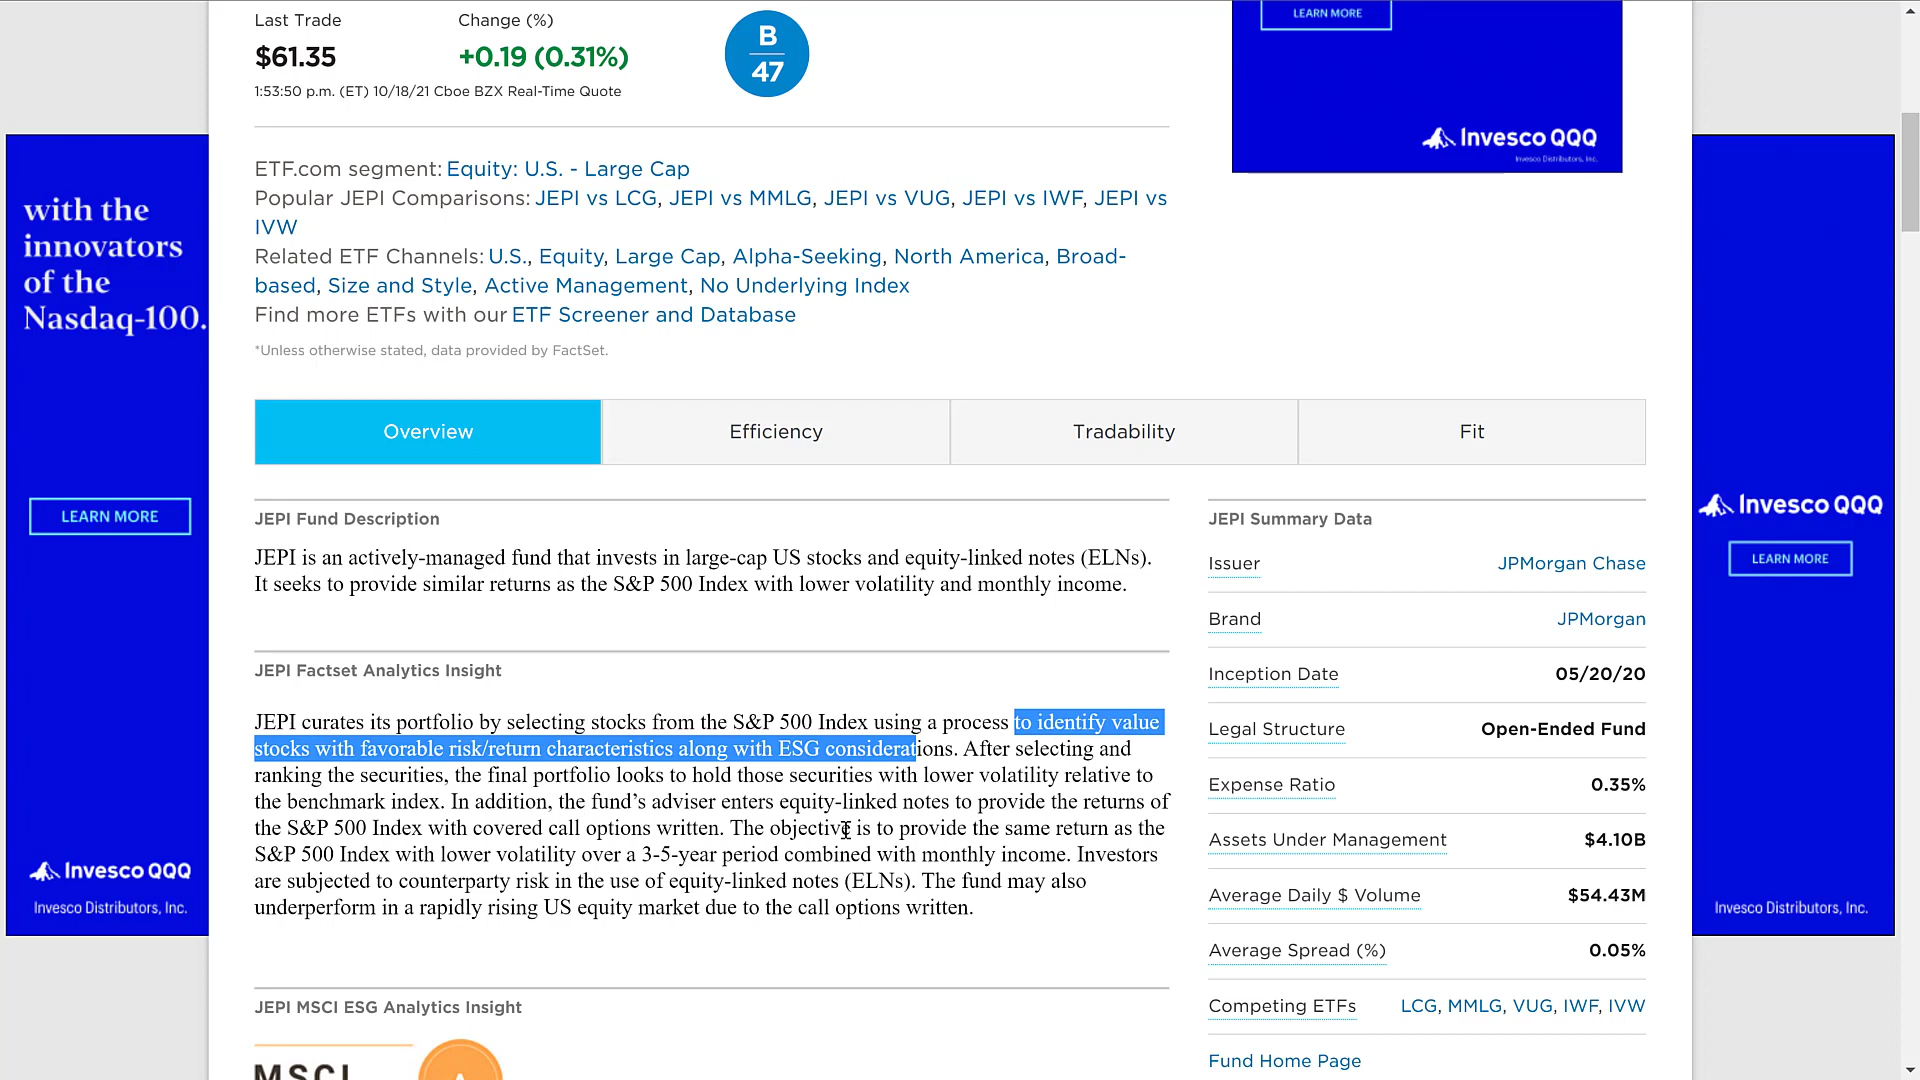 Last Trade
Change (%)
$61.35
+0.19 (0.31%)
1:53:50 p.m. (ET) 10/18/21 Cboe BZX Real-Time Quote
B
47
LEARN MORE
Invesco QQQ
Invesco Distributors, Inc.
ETF.com segment: Equity: U.S. - Large Cap
Popular JEPI Comparisons: JEPI vs LCG, JEPI vs MMLG, JEPI vs VUG, JEPI vs IWF, JEPI vs
IVW
Related ETF Channels: U.S., Equity, Large Cap, Alpha-Seeking, North America, Broad-
based, Size and Style, Active Management, No Underlying Index
Find more ETFs with our ETF Screener and Database
*Unless otherwise stated, data provided by FactSet.
with the
innovators
of the
Nasdaq-100.
LEARN MORE
Invesco QQQ
Invesco Distributors, Inc.
Overview
Efficiency
Tradability
Fit
JEPI Fund Description
JEPI is an actively-managed fund that invests in large-cap US stocks and equity-linked notes (ELNs).
It seeks to provide similar returns as the S&P 500 Index with lower volatility and monthly income.
JEPI Factset Analytics Insight
JEPI curates its portfolio by selecting stocks from the S&P 500 Index using a process to identify value
stocks with favorable risk/return characteristics along with ESG considerations. After selecting and
ranking the securities, the final portfolio looks to hold those securities with lower volatility relative to
the benchmark index. In addition, the fund’s adviser enters equity-linked notes to provide the returns of
the S&P 500 Index with covered call options written. The objective is to provide the same return as the
S&P 500 Index with lower volatility over a 3-5-year period combined with monthly income. Investors
are subjected to counterparty risk in the use of equity-linked notes (ELNs). The fund may also
underperform in a rapidly rising US equity market due to the call options written.
JEPI MSCI ESG Analytics Insight
MSCI
A
JEPI Summary Data
Issuer JPMorgan Chase
Brand JPMorgan
Inception Date 05/20/20
Legal Structure Open-Ended Fund
Expense Ratio 0.35%
Assets Under Management $4.10B
Average Daily $ Volume $54.43M
Average Spread (%) 0.05%
Competing ETFs LCG, MMLG, VUG, IWF, IVW
Fund Home Page
Invesco QQQ
LEARN MORE
Invesco Distributors, Inc.